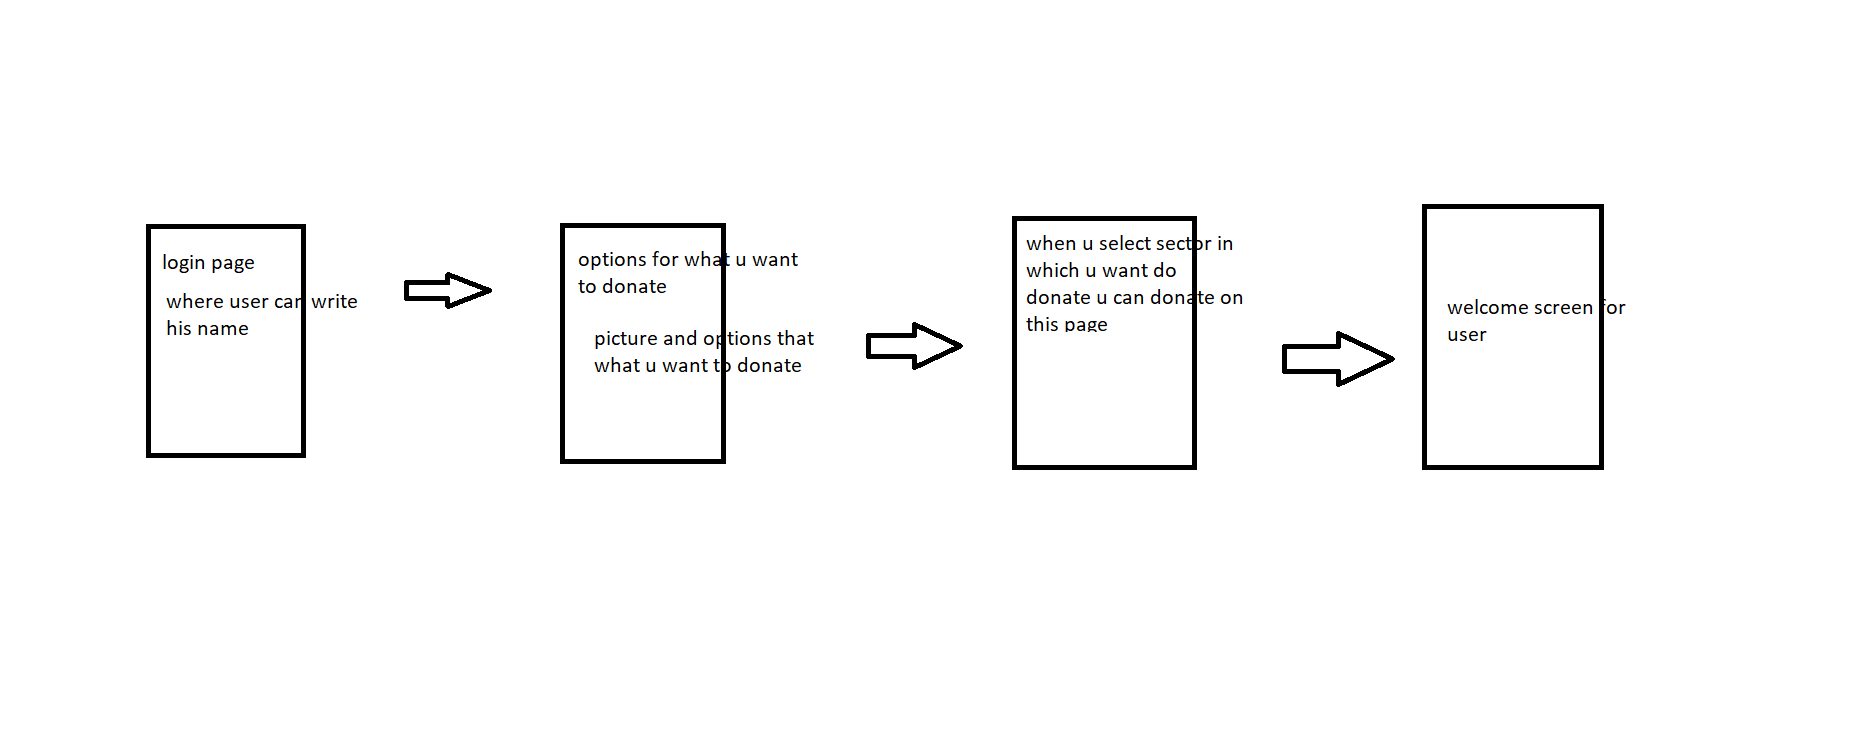 login page
where user can write
his name
options for what u want
to donate
picture and options that
what u want to donate
when u select sector in
which u want do
donate u can donate on
this page
welcome screen for
user